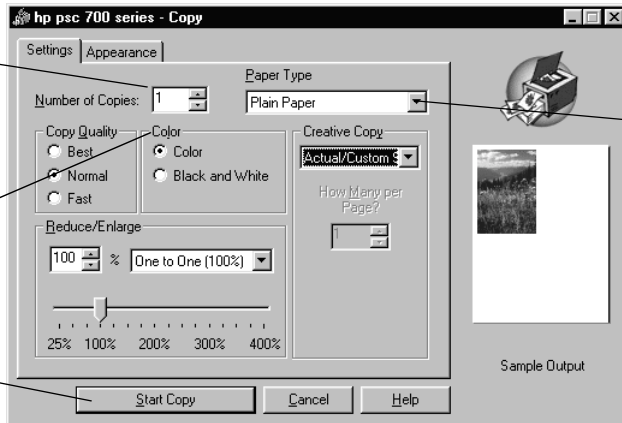 hp psc 700 series - Copy
Settings Appearance
Paper Type
Number of Copies: 1 Plain Paper
Copy Quality Color Creative Copy
Best Color Actual/Custom S
Normal Black and White
Fast
How Many per
Page?
1
Reduce/Enlarge
100 % One to One (100%)
25% 100% 200% 300% 400%
Sample Output
Start Copy Cancel Help